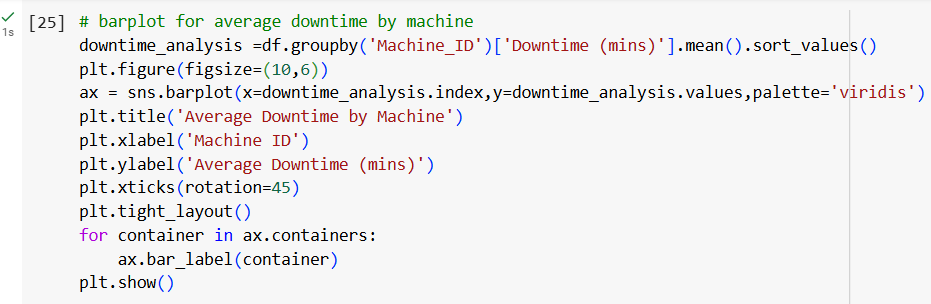 [25] # barplot for average downtime by machine
downtime_analysis =df.groupby('Machine_ID')['Downtime (mins)'].mean().sort_values()
plt.figure(figsize=(10,6))
ax = sns.barplot(x=downtime_analysis.index,y=downtime_analysis.values,palette='viridis')
plt.title('Average Downtime by Machine')
plt.xlabel('Machine ID')
plt.ylabel('Average Downtime (mins)')
plt.xticks(rotation=45)
plt.tight_layout()
for container in ax.containers:
    ax.bar_label(container)
plt.show()
1s